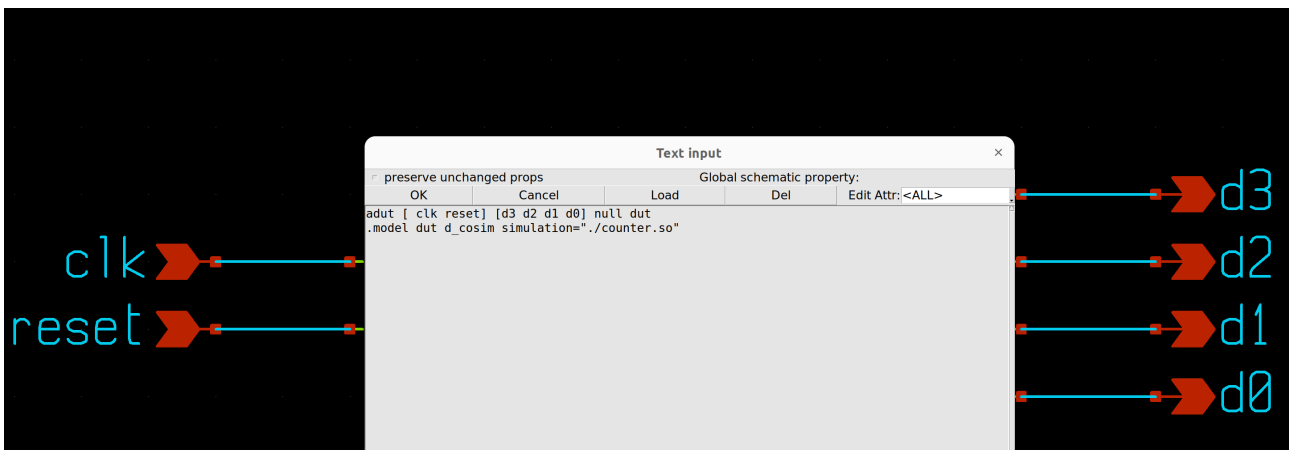 Text input ×
preserve unchanged props Global schematic property:
OK Cancel Load Del Edit Attr: <ALL>
adut [ clk reset] [d3 d2 d1 d0] null dut
.model dut d_cosim simulation="./counter.so"
clk
reset
d3
d2
d1
d0